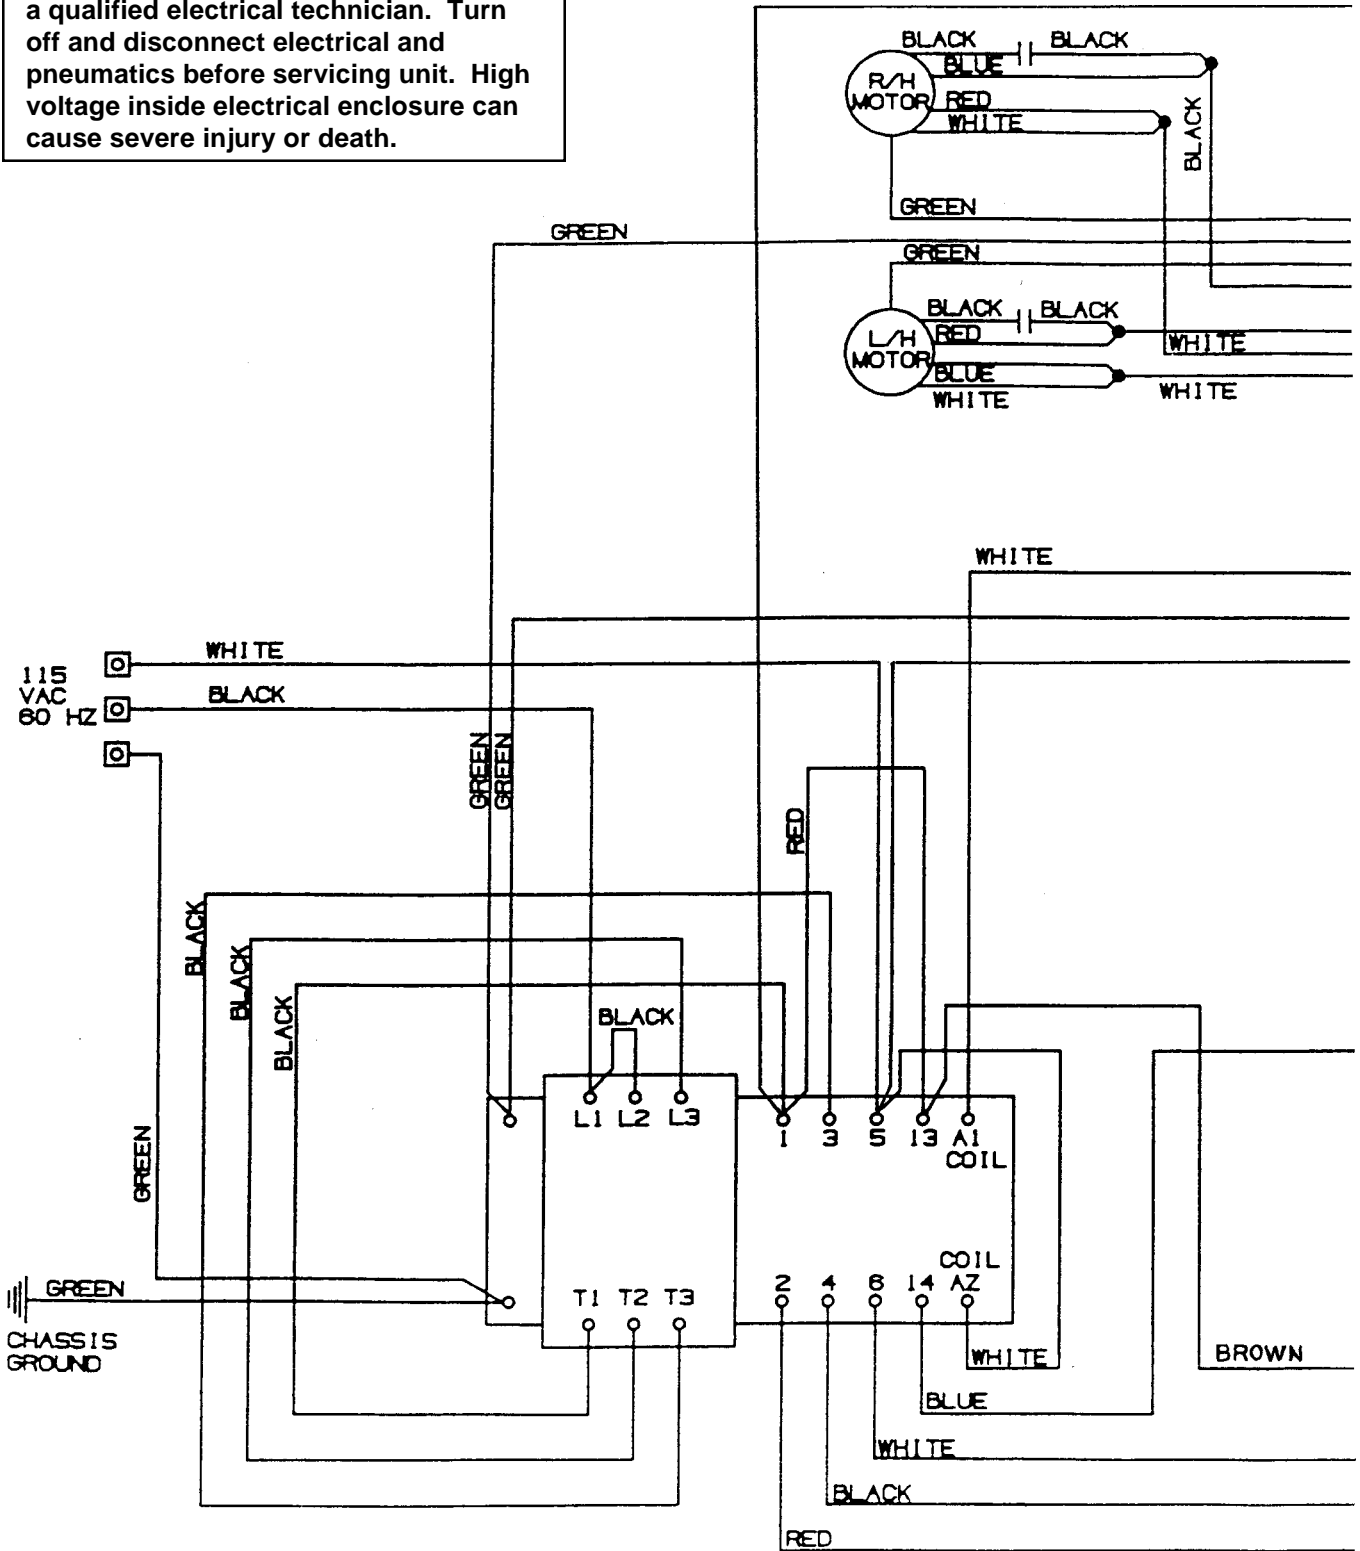 a qualified electrical technician. Turn
off and disconnect electrical and
pneumatics before servicing unit. High
voltage inside electrical enclosure can
cause severe injury or death.
BLACK
BLACK
BLUE
R/H
MOTOR
RED
WHITE
BLACK
GREEN
GREEN
GREEN
BLACK
BLACK
RED
L/H
MOTOR
WHITE
BLUE
WHITE
WHITE
WHITE
WHITE
115
VAC
60 HZ
BLACK
GREEN
GREEN
RED
BLACK
BLACK
BLACK
BLACK
L1 L2 L3
1 3 5 13 A1
COIL
GREEN
COIL
2 4 6 14 AZ
GREEN
T1 T2 T3
CHASSIS
GROUND
WHITE
BROWN
BLUE
WHITE
BLACK
RED